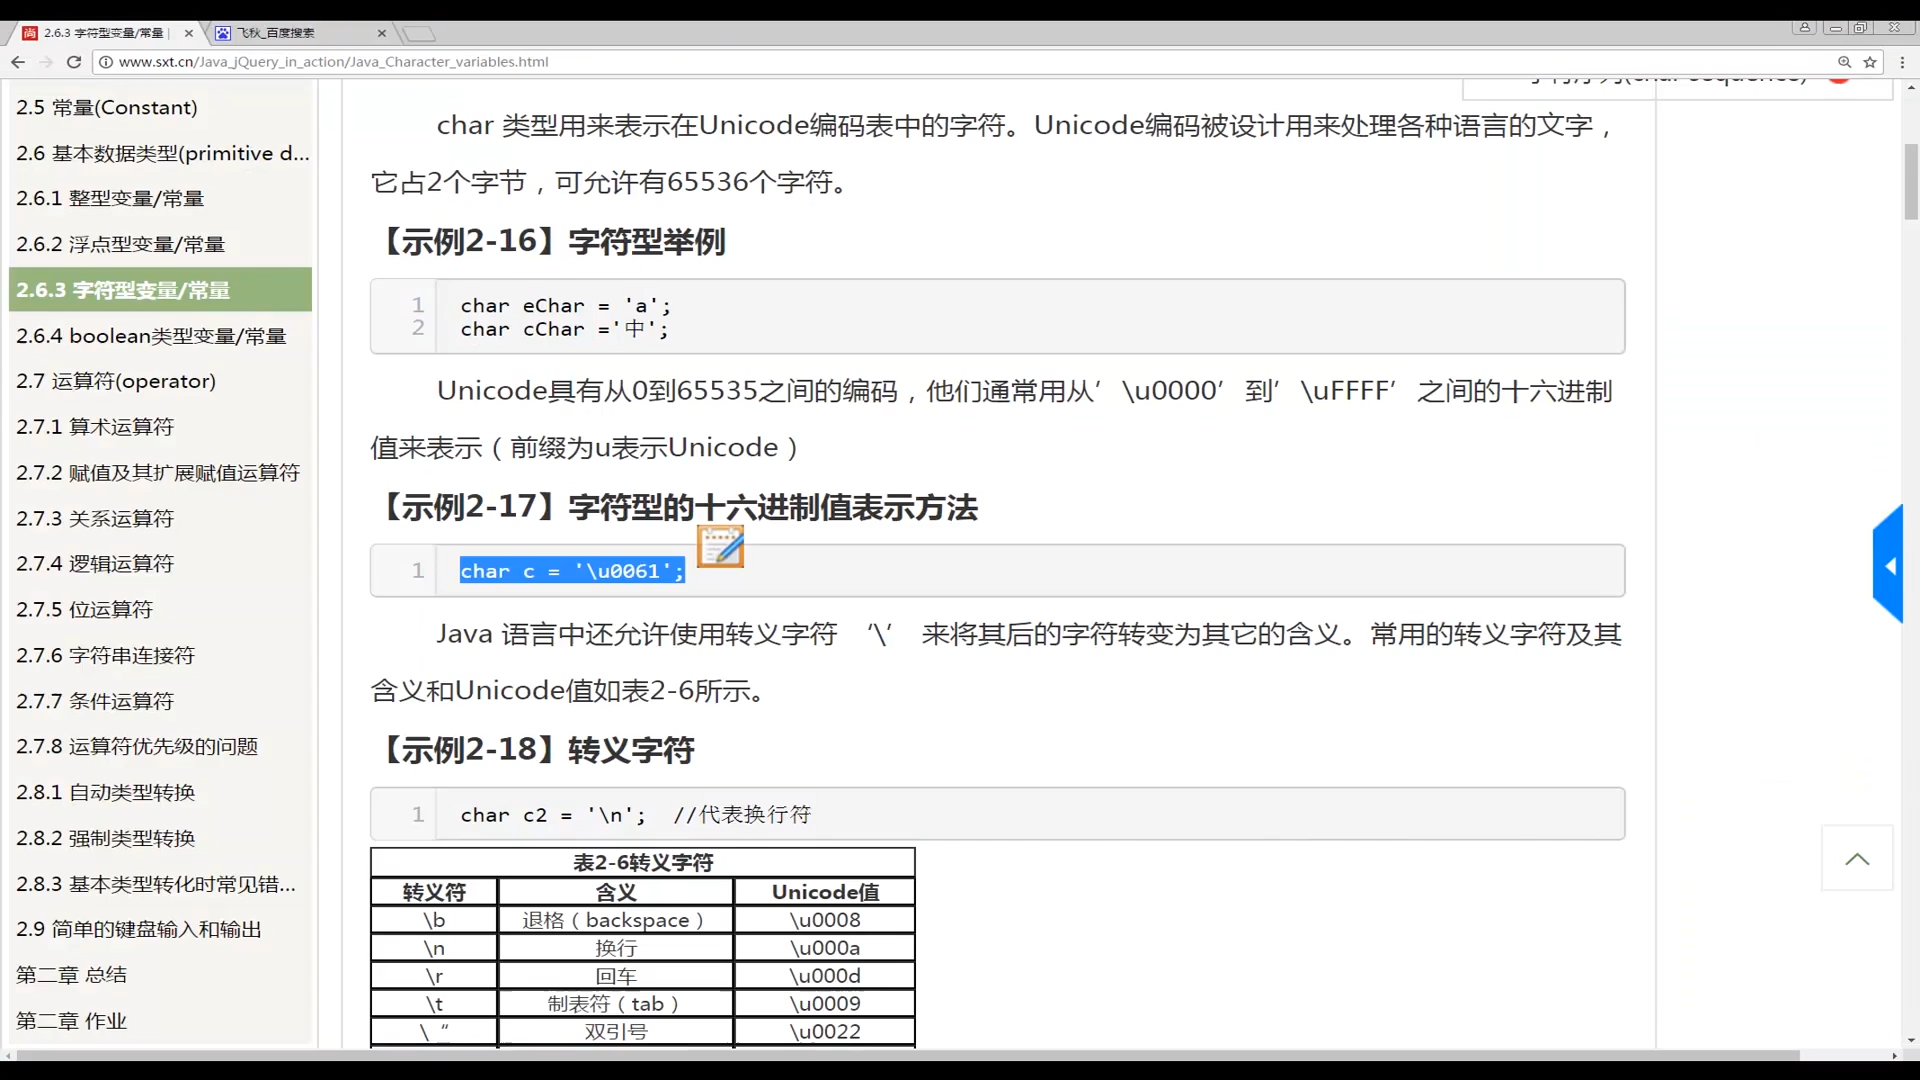 2.6.3 字符型变量/常量
飞秋_百度搜索
www.sxt.cn/Java_jQuery_in_action/Java_Character_variables.html
2.5 常量(Constant)
2.6 基本数据类型(primitive d...
2.6.1 整型变量/常量
2.6.2 浮点型变量/常量
2.6.3 字符型变量/常量
2.6.4 boolean类型变量/常量
2.7 运算符(operator)
2.7.1 算术运算符
2.7.2 赋值及其扩展赋值运算符
2.7.3 关系运算符
2.7.4 逻辑运算符
2.7.5 位运算符
2.7.6 字符串连接符
2.7.7 条件运算符
2.7.8 运算符优先级的问题
2.8.1 自动类型转换
2.8.2 强制类型转换
2.8.3 基本类型转化时常见错...
2.9 简单的键盘输入和输出
第二章 总结
第二章 作业
char 类型用来表示在Unicode编码表中的字符。Unicode编码被设计用来处理各种语言的文字，
它占2个字节，可允许有65536个字符。
【示例2-16】字符型举例
1 char eChar = 'a';
2 char cChar ='中';
Unicode具有从0到65535之间的编码，他们通常用从’\u0000’到’\uFFFF’之间的十六进制
值来表示（前缀为u表示Unicode）
【示例2-17】字符型的十六进制值表示方法
1 char c = '\u0061';
Java 语言中还允许使用转义字符 ‘\’ 来将其后的字符转变为其它的含义。常用的转义字符及其
含义和Unicode值如表2-6所示。
【示例2-18】转义字符
1 char c2 = '\n'; //代表换行符
表2-6转义字符
转义符 含义 Unicode值
\b 退格（backspace） \u0008
\n 换行 \u000a
\r 回车 \u000d
\t 制表符（tab） \u0009
\“ 双引号 \u0022